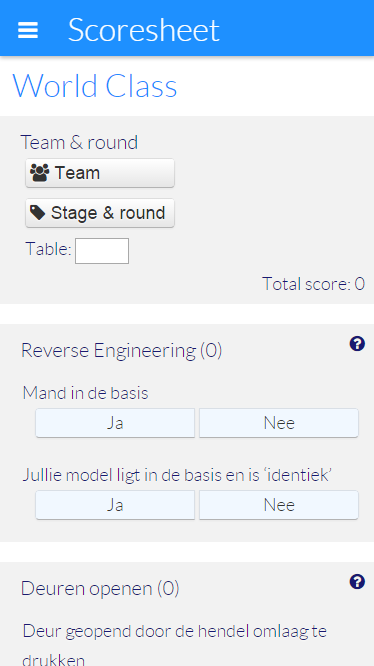 Scoresheet
World Class
Team & round
Team
Stage & round
Table:
Total score: 0
Reverse Engineering (0)
Mand in de basis
Ja Nee
Jullie model ligt in de basis en is ‘identiek’
Ja Nee
Deuren openen (0)
Deur geopend door de hendel omlaag te
drukken